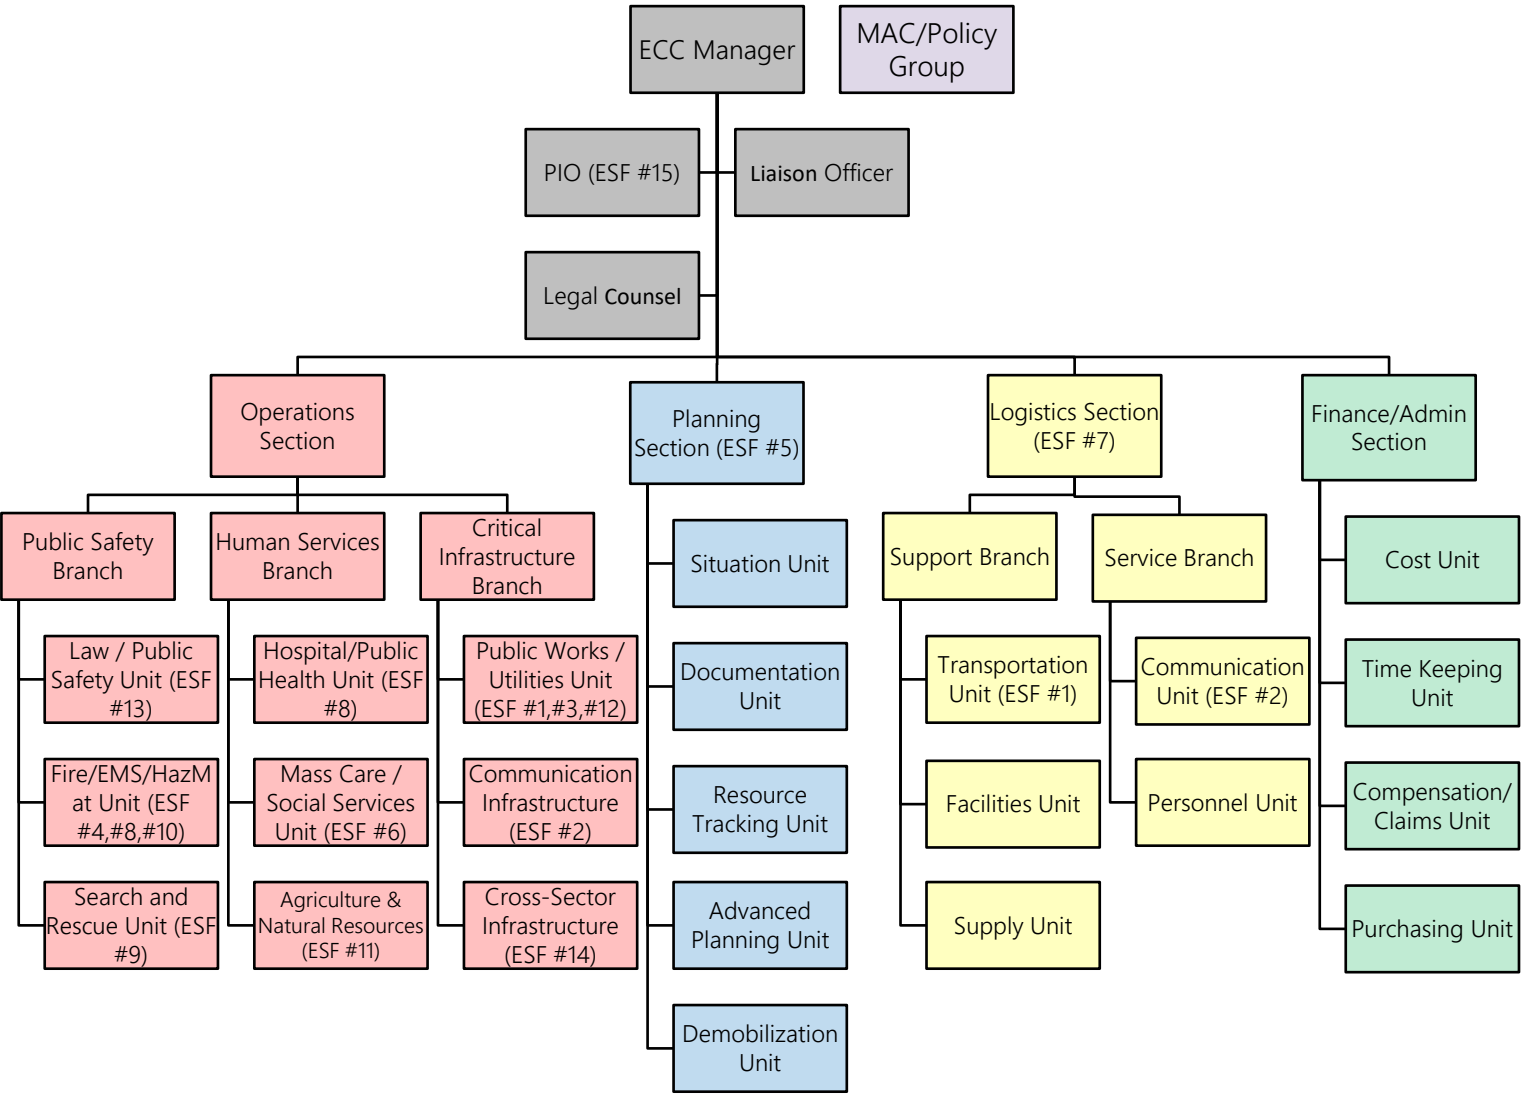 ECC Manager
MAC/Policy
Group
PIO (ESF #15)
Liaison Officer
Legal Counsel
Operations
Section
Planning
Section (ESF #5)
Logistics Section
(ESF #7)
Finance/Admin
Section
Public Safety
Branch
Human Services
Branch
Critical
Infrastructure
Branch
Law / Public
Safety Unit (ESF
#13)
Fire/EMS/HazM
at Unit (ESF
#4,#8,#10)
Search and
Rescue Unit (ESF
#9)
Hospital/Public
Health Unit (ESF
#8)
Mass Care /
Social Services
Unit (ESF #6)
Agriculture &
Natural Resources
(ESF #11)
Public Works /
Utilities Unit
(ESF #1,#3,#12)
Communication
Infrastructure
(ESF #2)
Cross-Sector
Infrastructure
(ESF #14)
Situation Unit
Documentation
Unit
Resource
Tracking Unit
Advanced
Planning Unit
Demobilization
Unit
Support Branch
Service Branch
Transportation
Unit (ESF #1)
Facilities Unit
Supply Unit
Communication
Unit (ESF #2)
Personnel Unit
Cost Unit
Time Keeping
Unit
Compensation/
Claims Unit
Purchasing Unit